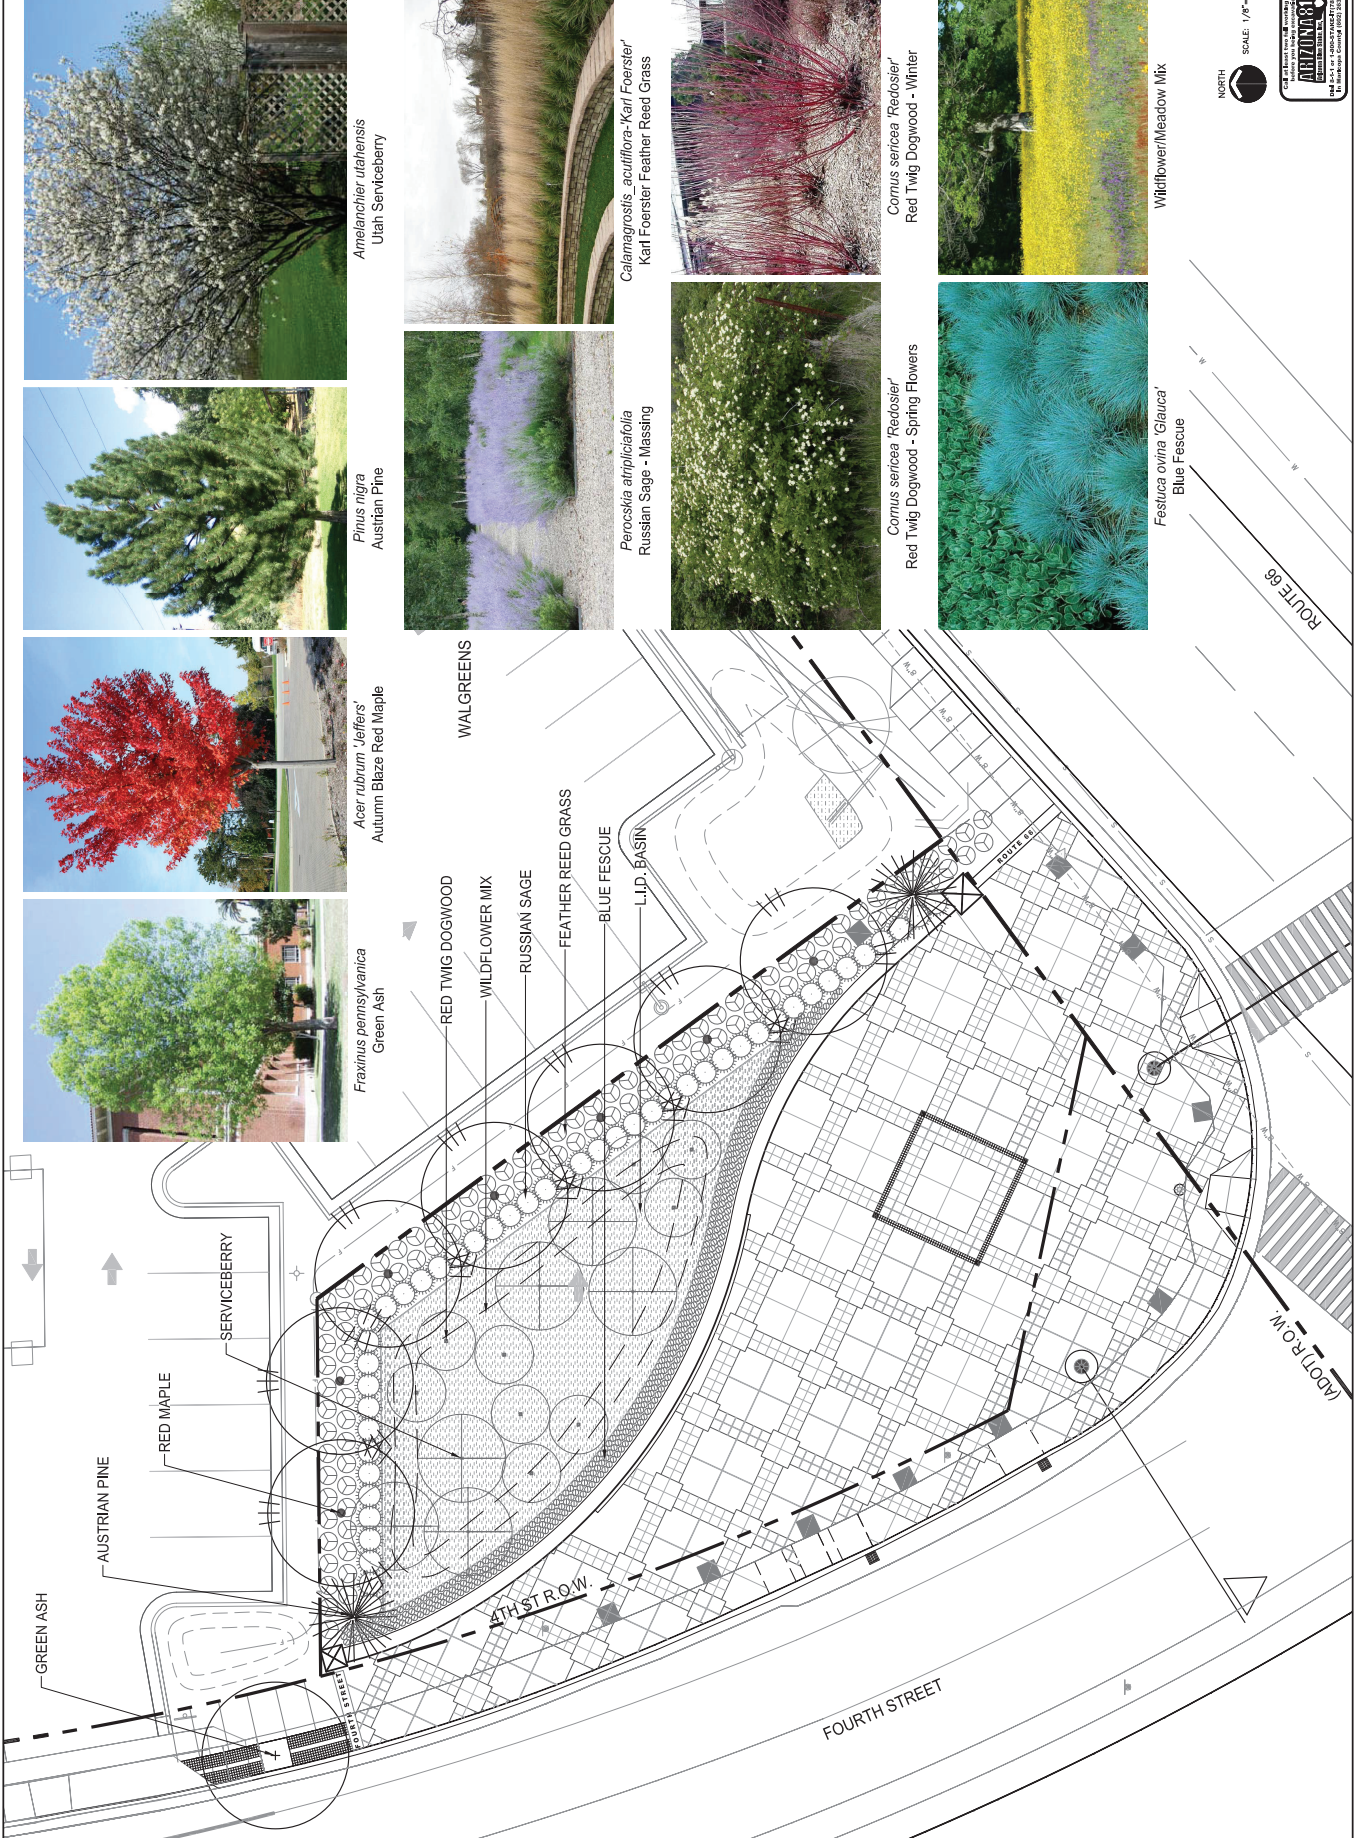 Fraxinus pennsylvanica
Green Ash
Acer rubrum 'Jeffers'
Autumn Blaze Red Maple
Pinus nigra
Austrian Pine
Amelanchier utahensis
Utah Serviceberry
Perocskia atripliciafolia
Russian Sage - Massing
Calamagrostis_acutiflora-'Karl Foerster'
Karl Foerster Feather Reed Grass
Cornus sericea 'Redosier'
Red Twig Dogwood - Spring Flowers
Cornus sericea 'Redosier'
Red Twig Dogwood - Winter
Festuca ovina 'Glauca'
Blue Fescue
Wildflower/Meadow Mix
GREEN ASH
AUSTRIAN PINE
RED MAPLE
SERVICEBERRY
RED TWIG DOGWOOD
WILDFLOWER MIX
RUSSIAN SAGE
FEATHER REED GRASS
BLUE FESCUE
L.I.D. BASIN
WALGREENS
FOURTH STREET
4TH ST R.O.W.
ROUTE 66
FOURTH STREET
(ADOT) R.O.W.
ROUTE 66
NORTH
SCALE: 1/8"=
ARIZONA81